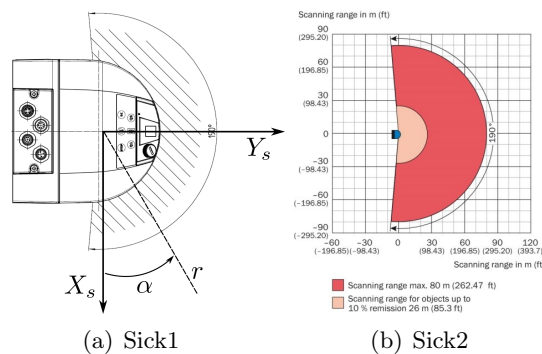 190°
Y_s
X_s
α
r
(a) Sick1
Scanning range in m (ft)
90
(295.20)
60
(196.85)
30
(98.43)
0
−30
(−98.43)
−60
(−196.85)
−90
(−295.20)
190°
−60 −30 0 30 60 90 120
(−196.85) (−98.43) (98.43) (196.85) (295.20) (393.7)
Scanning range in m (ft)
Scanning range max. 80 m (262.47 ft)
Scanning range for objects up to
10 % remission 26 m (85.3 ft)
(b) Sick2